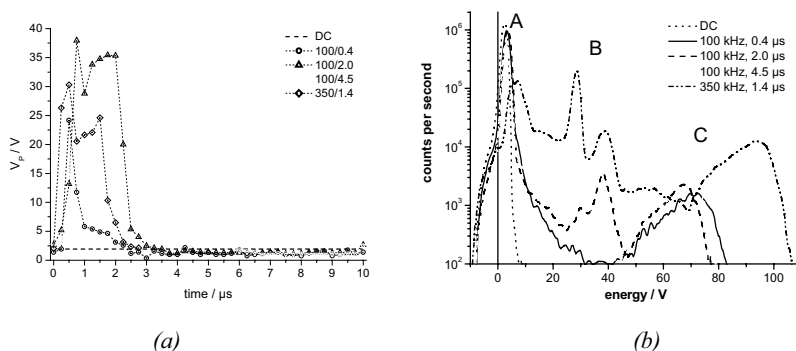 40
35
30
25
20
15
10
5
0
V_P / V
DC
100/0.4
100/2.0
100/4.5
350/1.4
0 1 2 3 4 5 6 7 8 9 10
time / µs
(a)
10^6
10^5
10^4
10^3
10^2
counts per second
A
B
C
DC
100 kHz, 0.4 µs
100 kHz, 2.0 µs
100 kHz, 4.5 µs
350 kHz, 1.4 µs
0 20 40 60 80 100
energy / V
(b)